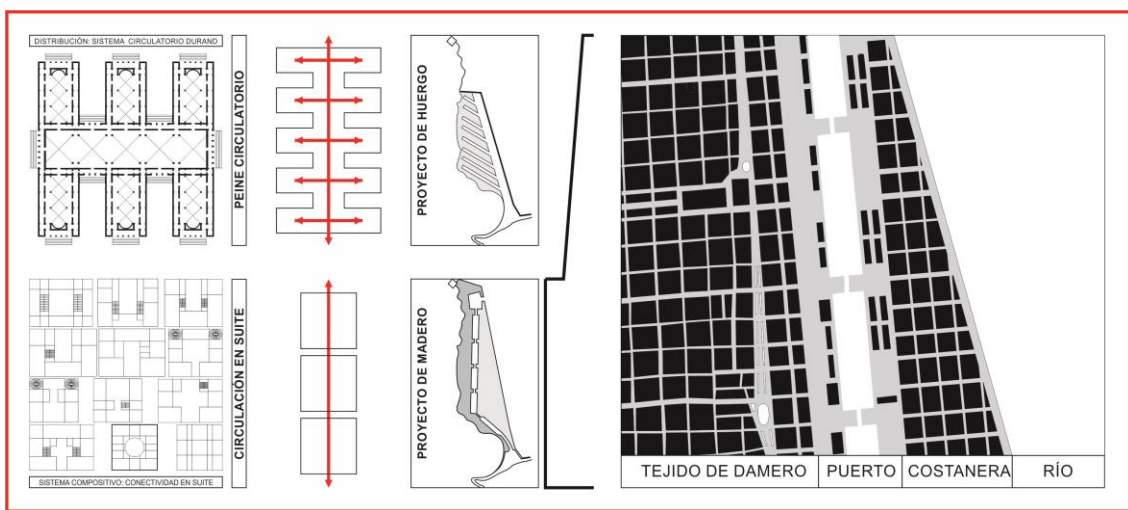 DISTRIBUCIÓN: SISTEMA CIRCULATORIO DURAND
PEINE CIRCULATORIO
PROYECTO DE HUERGO
CIRCULACIÓN EN SUITE
PROYECTO DE MADERO
SISTEMA COMPOSITIVO: CONECTIVIDAD EN SUITE
TEJIDO DE DAMERO
PUERTO
COSTANERA
RÍO